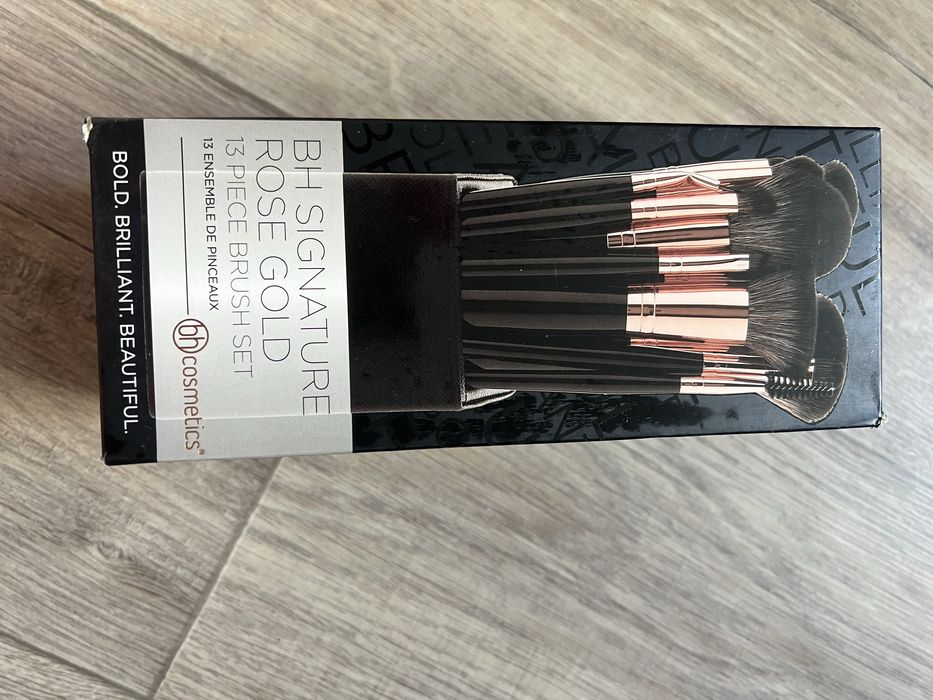 BH SIGNATURE
ROSE GOLD
13 PIECE BRUSH SET
13 ENSEMBLE DE PINCEAUX
bh cosmetics®
BOLD. BRILLIANT. BEAUTIFUL.